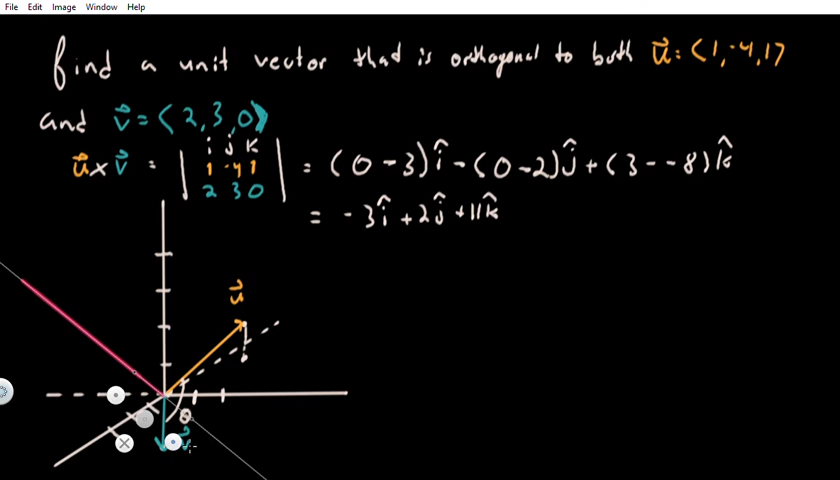 File Edit Image Window Help
Find a unit vector that is orthogonal to both u⃗ = <1, -4, 1>
and v⃗ = <2, 3, 0>
i j k
u⃗ x v⃗ = | 1 -4 1 | = (0 - 3)î - (0 - 2)ĵ + (3 - - 8)k̂
2 3 0
= -3î + 2ĵ + 11k̂
u⃗
θ
v⃗